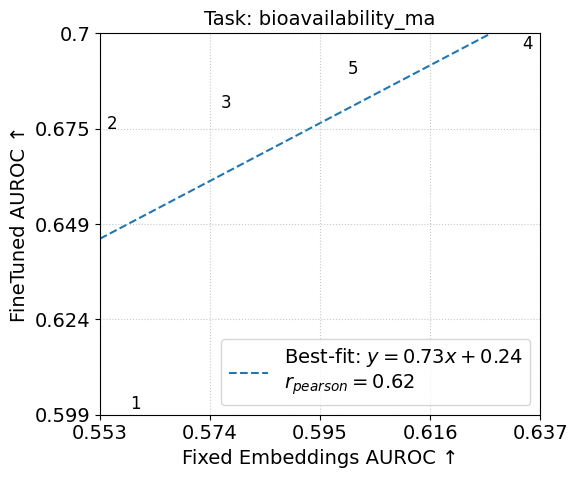 Task: bioavailability_ma
FineTuned AUROC ↑
0.7
0.675
0.649
0.624
0.599
4
5
3
2
1
Best-fit: y = 0.73x + 0.24
r_pearson = 0.62
0.553 0.574 0.595 0.616 0.637
Fixed Embeddings AUROC ↑